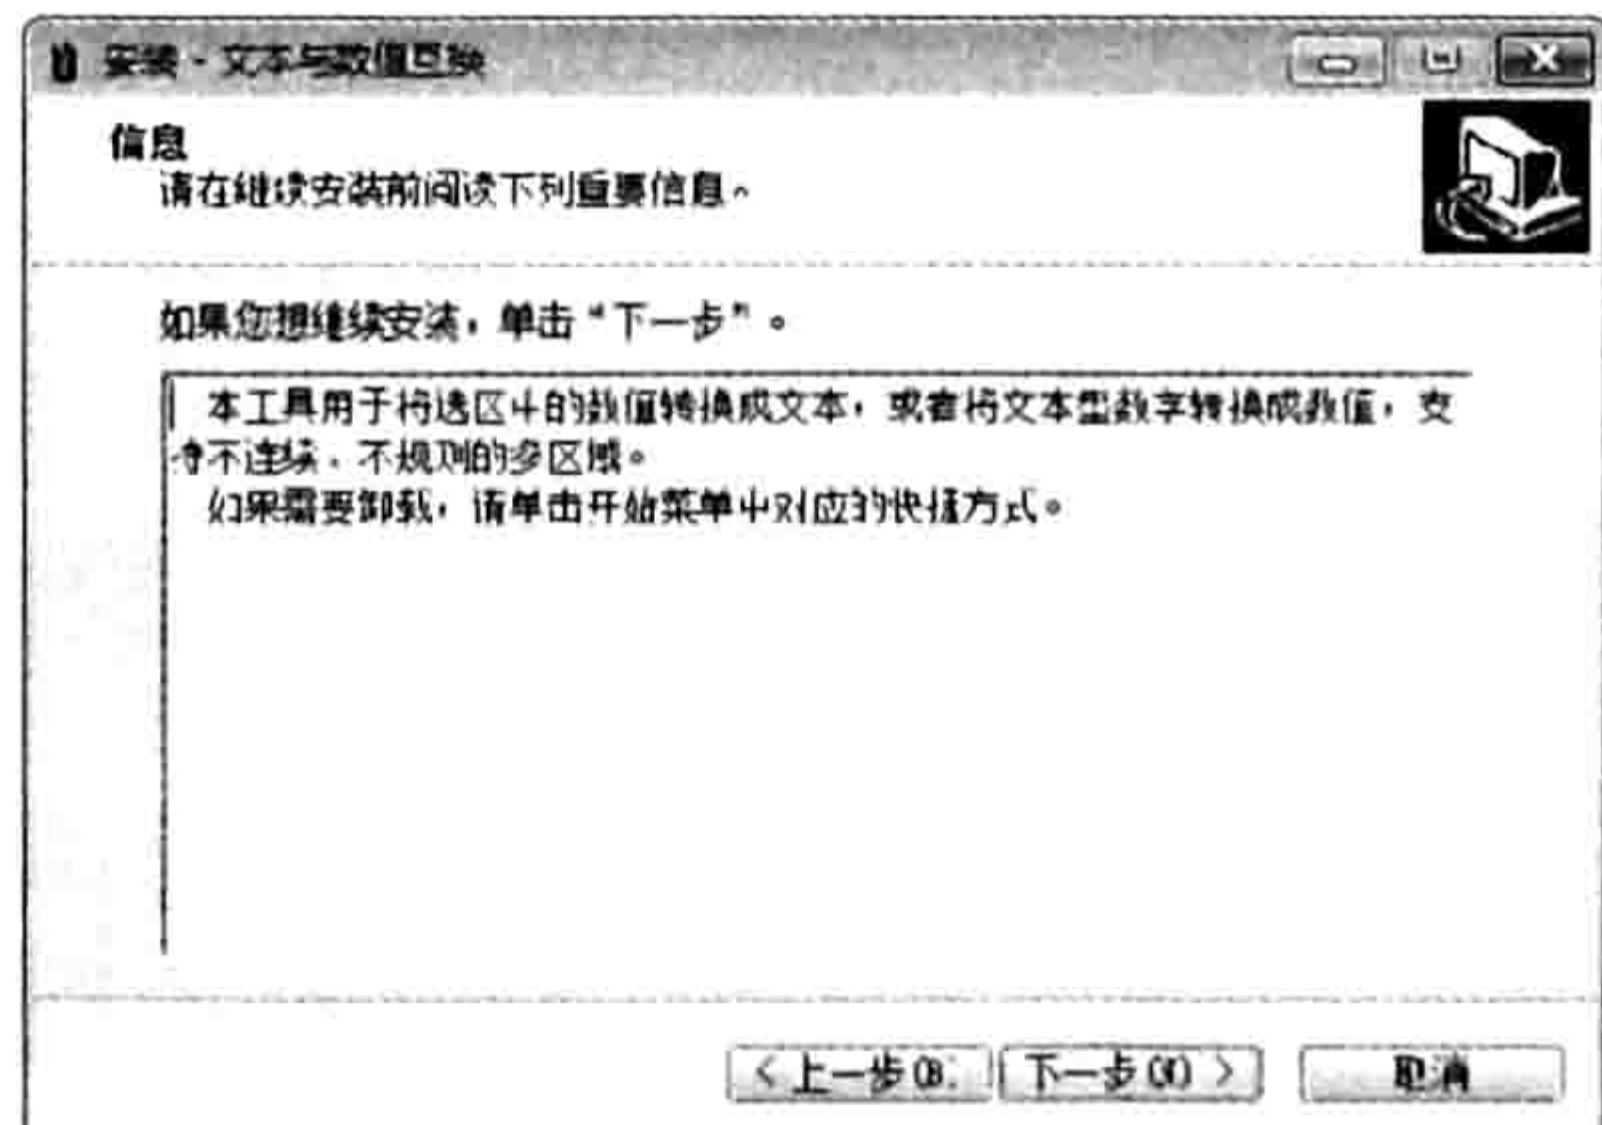 安装 - 文本与数值互换
信息
请在继续安装前阅读下列重要信息。
如果您想继续安装，单击“下一步”。
本工具用于将选区中的数值转换成文本，或者将文本型数字转换成数值，支
持不连续、不规则的多区域。
如果需要卸载，请单击开始菜单中对应的快捷方式。
< 上一步(B) 下一步(N) > 取消